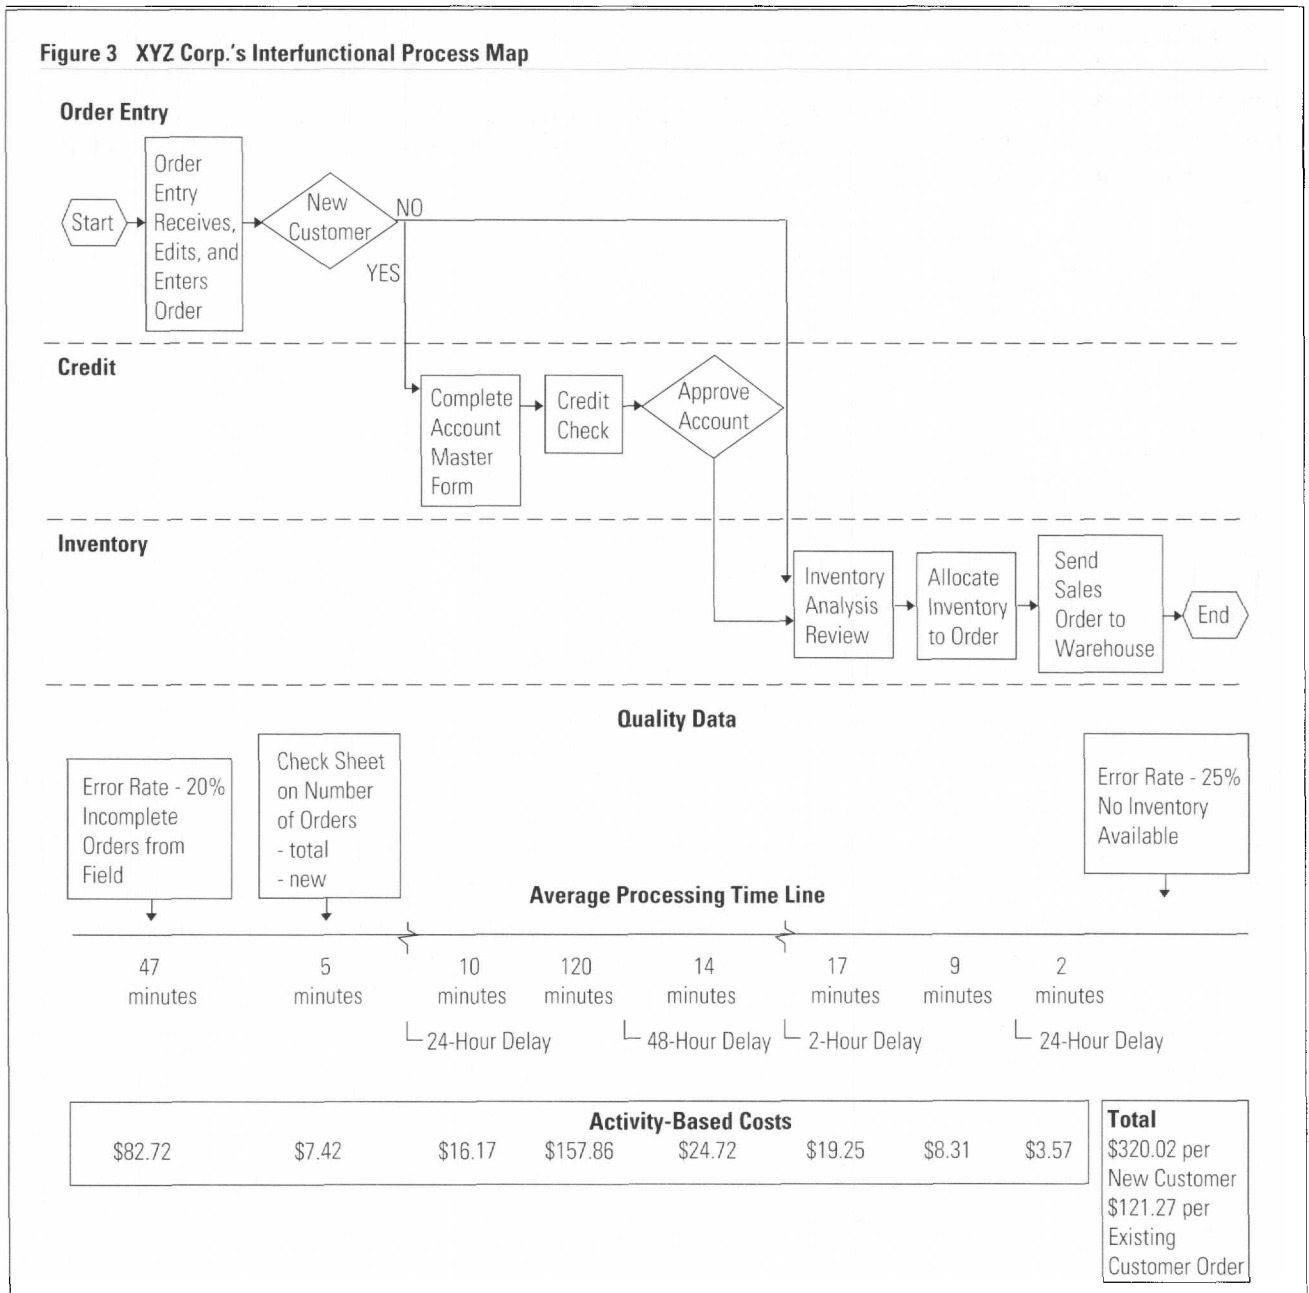 Figure 3 XYZ Corp.'s Interfunctional Process Map
Order Entry
Start
Order
Entry
Receives,
Edits, and
Enters
Order
New
Customer
NO
YES
Credit
Complete
Account
Master
Form
Credit
Check
Approve
Account
Inventory
Inventory
Analysis
Review
Allocate
Inventory
to Order
Send
Sales
Order to
Warehouse
End
Quality Data
Error Rate - 20%
Incomplete
Orders from
Field
Check Sheet
on Number
of Orders
- total
- new
Error Rate - 25%
No Inventory
Available
Average Processing Time Line
47
minutes
5
minutes
10
minutes
120
minutes
14
minutes
17
minutes
9
minutes
2
minutes
24-Hour Delay
48-Hour Delay
2-Hour Delay
24-Hour Delay
Activity-Based Costs
$82.72 $7.42 $16.17 $157.86 $24.72 $19.25 $8.31 $3.57
Total
$320.02 per
New Customer
$121.27 per
Existing
Customer Order